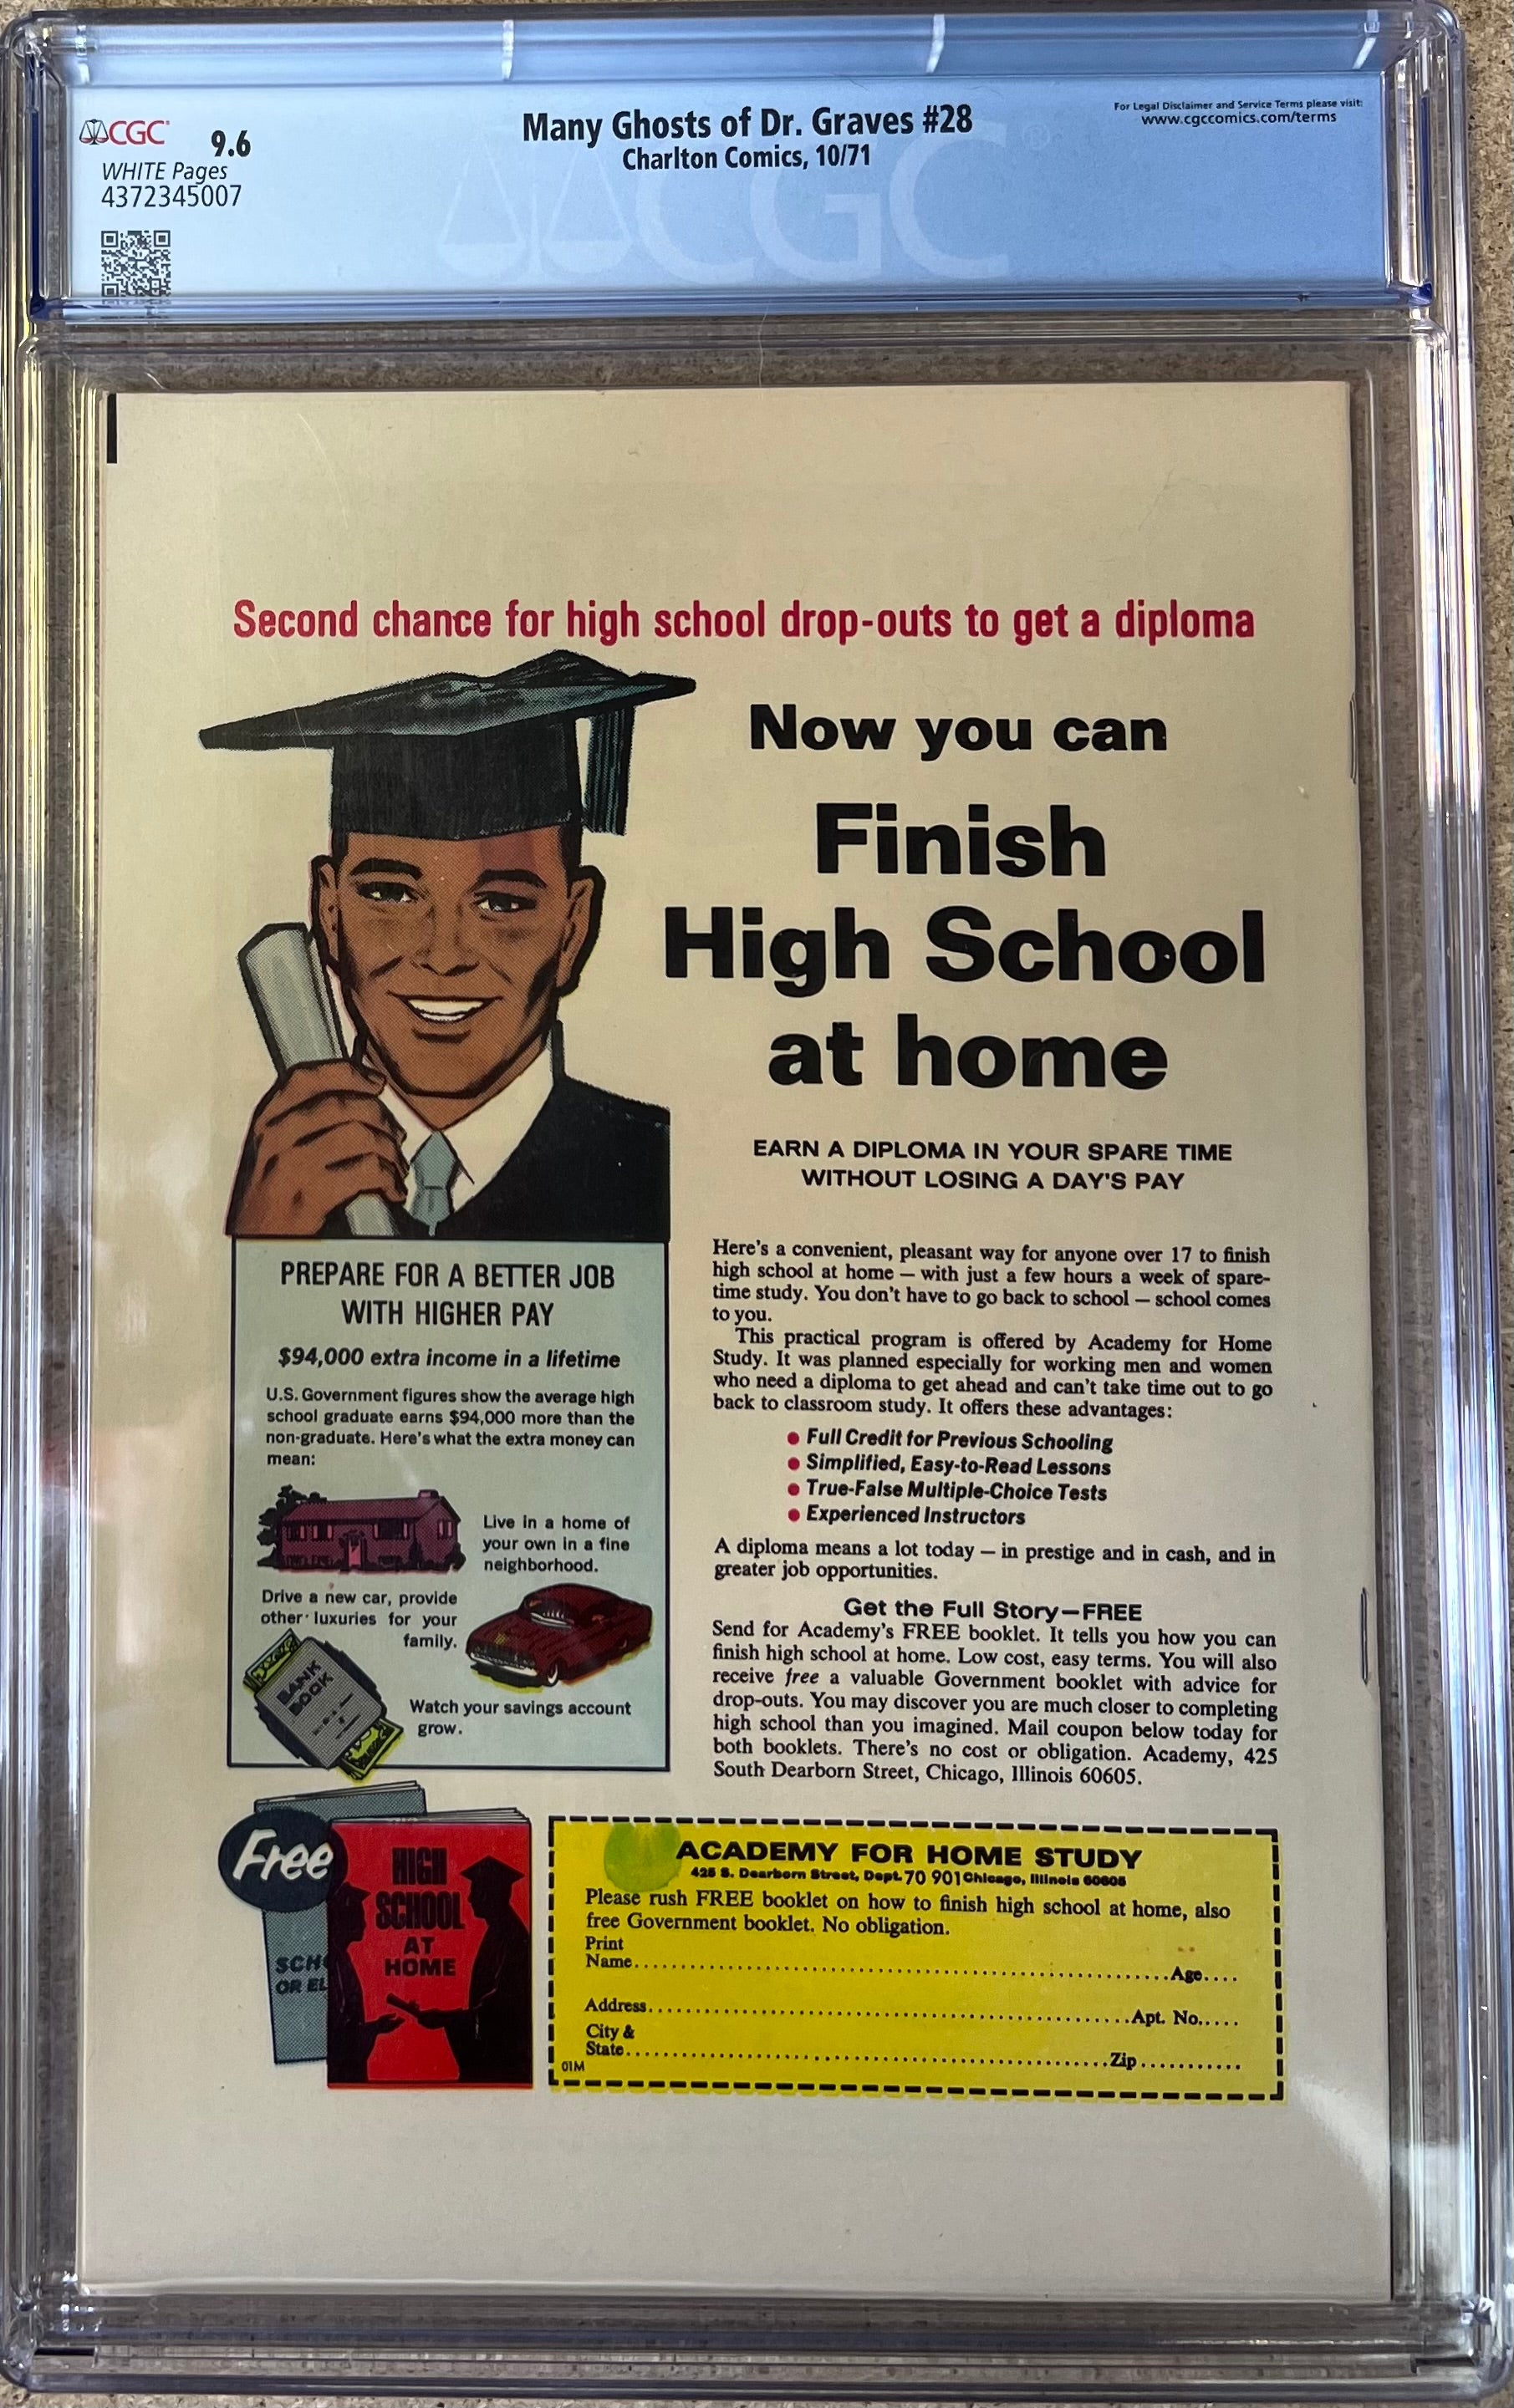 CGC
9.6
WHITE Pages
4372345007
Many Ghosts of Dr. Graves #28
Charlton Comics, 10/71
For Legal Disclaimer and Service Terms please visit:
www.cgccomics.com/terms
CGC
Second chance for high school drop-outs to get a diploma
Now you can
Finish
High School
at home
EARN A DIPLOMA IN YOUR SPARE TIME
WITHOUT LOSING A DAY'S PAY
PREPARE FOR A BETTER JOB
WITH HIGHER PAY
$94,000 extra income in a lifetime
U.S. Government figures show the average high
school graduate earns $94,000 more than the
non-graduate. Here's what the extra money can
mean:
Live in a home of
your own in a fine
neighborhood.
Drive a new car, provide
other luxuries for your
family.
BANK
BOOK
Watch your savings account
grow.
Here's a convenient, pleasant way for anyone over 17 to finish
high school at home — with just a few hours a week of spare-
time study. You don't have to go back to school — school comes
to you.
This practical program is offered by Academy for Home
Study. It was planned especially for working men and women
who need a diploma to get ahead and can't take time out to go
back to classroom study. It offers these advantages:
● Full Credit for Previous Schooling
● Simplified, Easy-to-Read Lessons
● True-False Multiple-Choice Tests
● Experienced Instructors
A diploma means a lot today — in prestige and in cash, and in
greater job opportunities.
Get the Full Story—FREE
Send for Academy's FREE booklet. It tells you how you can
finish high school at home. Low cost, easy terms. You will also
receive free a valuable Government booklet with advice for
drop-outs. You may discover you are much closer to completing
high school than you imagined. Mail coupon below today for
both booklets. There's no cost or obligation. Academy, 425
South Dearborn Street, Chicago, Illinois 60605.
Free
SCH
OR EL
HIGH
SCHOOL
AT
HOME
ACADEMY FOR HOME STUDY
425 S. Dearborn Street, Dept. 70 901 Chicago, Illinois 60605
Please rush FREE booklet on how to finish high school at home, also
free Government booklet. No obligation.
Print
Name........................................................Age....
Address..................................................Apt. No.....
City &
State..................................................Zip...........
01M